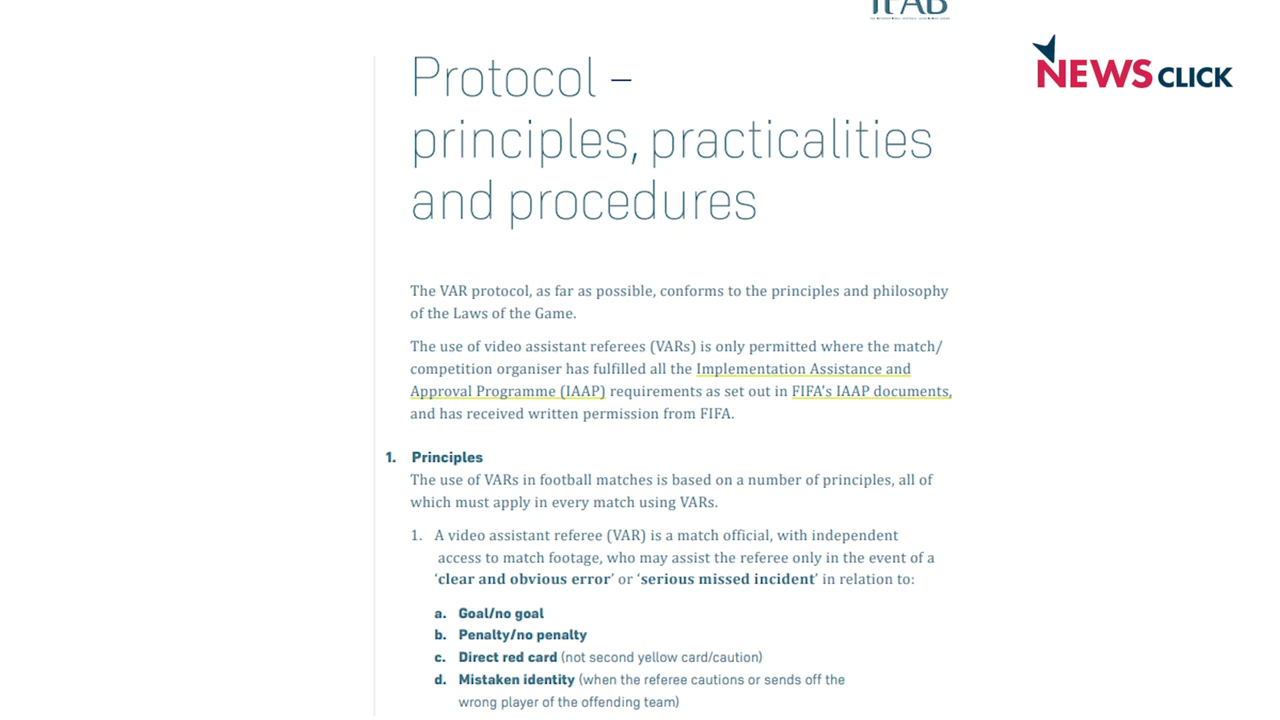 IFAB
NEWS CLICK
Protocol –
principles, practicalities
and procedures
The VAR protocol, as far as possible, conforms to the principles and philosophy
of the Laws of the Game.
The use of video assistant referees (VARs) is only permitted where the match/
competition organiser has fulfilled all the Implementation Assistance and
Approval Programme (IAAP) requirements as set out in FIFA’s IAAP documents,
and has received written permission from FIFA.
1. Principles
The use of VARs in football matches is based on a number of principles, all of
which must apply in every match using VARs.
1. A video assistant referee (VAR) is a match official, with independent
access to match footage, who may assist the referee only in the event of a
‘clear and obvious error’ or ‘serious missed incident’ in relation to:
a. Goal/no goal
b. Penalty/no penalty
c. Direct red card (not second yellow card/caution)
d. Mistaken identity (when the referee cautions or sends off the
wrong player of the offending team)